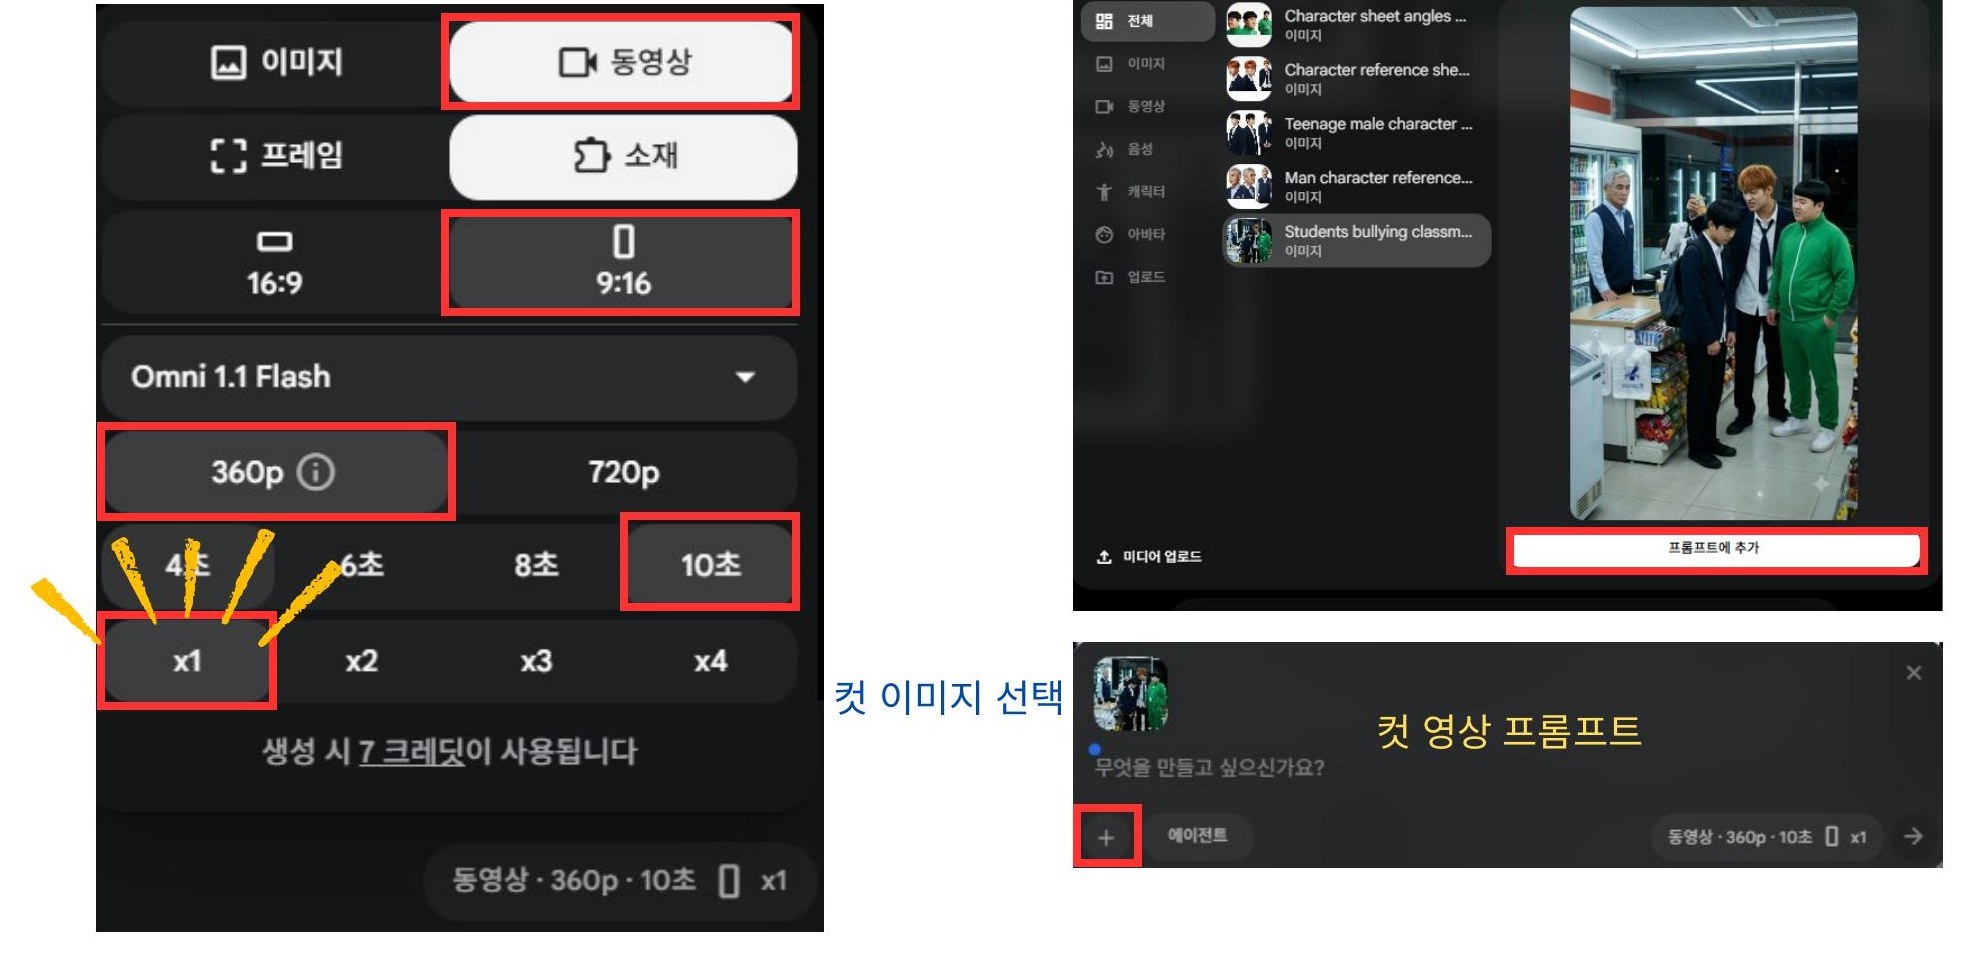 이미지
동영상
프레임
소재
16:9
9:16
Omni 1.1 Flash
360p
720p
4초
6초
8초
10초
x1
x2
x3
x4
생성 시 7 크레딧이 사용됩니다
동영상 · 360p · 10초 x1
컷 이미지 선택
전체
이미지
동영상
음성
캐릭터
아바타
업로드
미디어 업로드
Character sheet angles ...
이미지
Character reference she...
이미지
Teenage male character ...
이미지
Man character reference...
이미지
Students bullying classm...
이미지
프롬프트에 추가
컷 영상 프롬프트
무엇을 만들고 싶으신가요?
에이전트
동영상 · 360p · 10초 x1